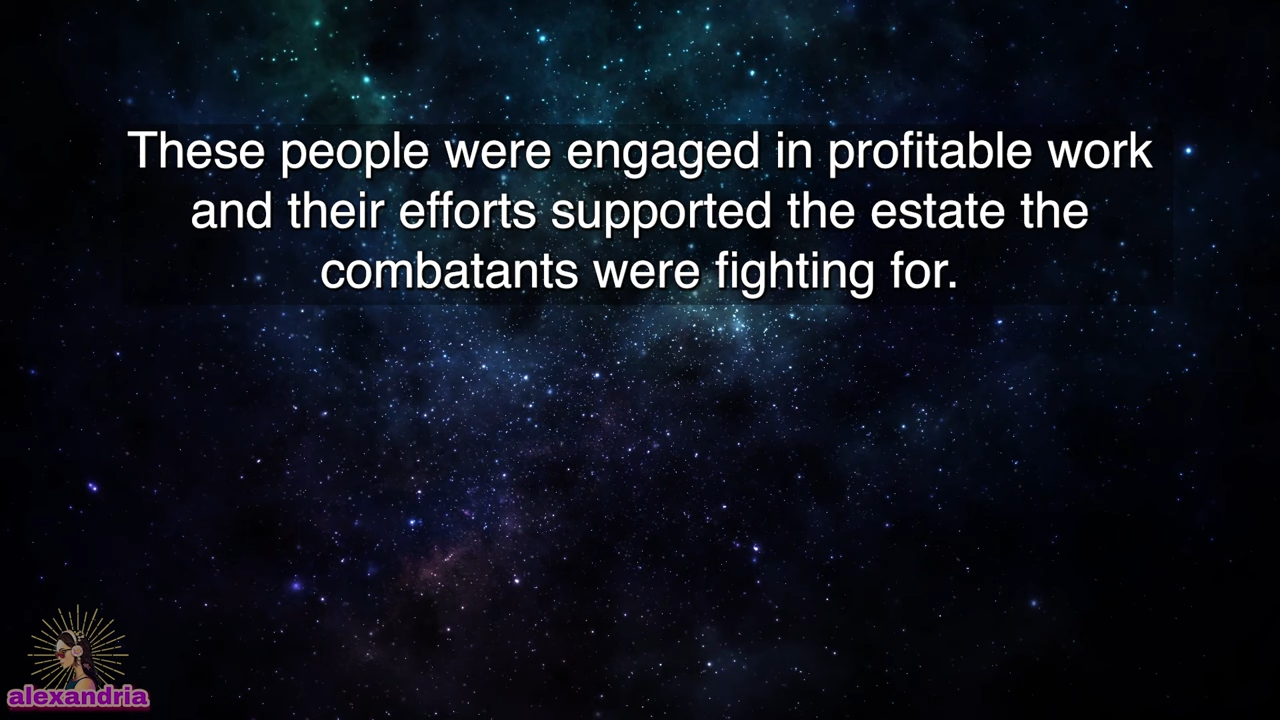 These people were engaged in profitable work
and their efforts supported the estate the
combatants were fighting for.
alexandria